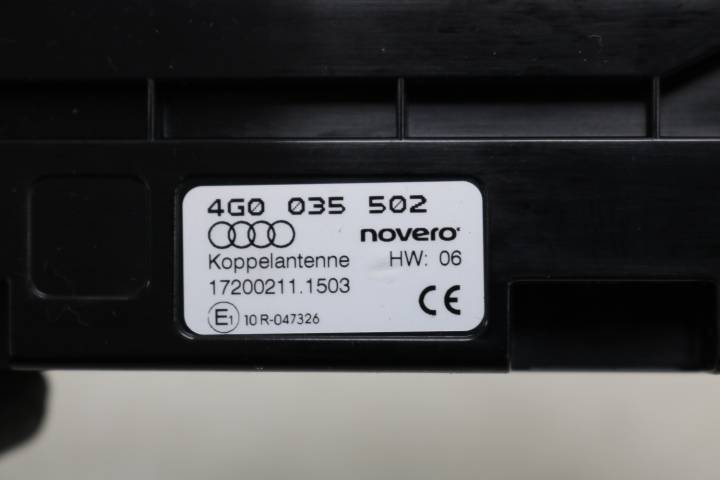 4G0 035 502
novero
Koppelantenne HW: 06
17200211.1503
CE
E1 10 R-047326